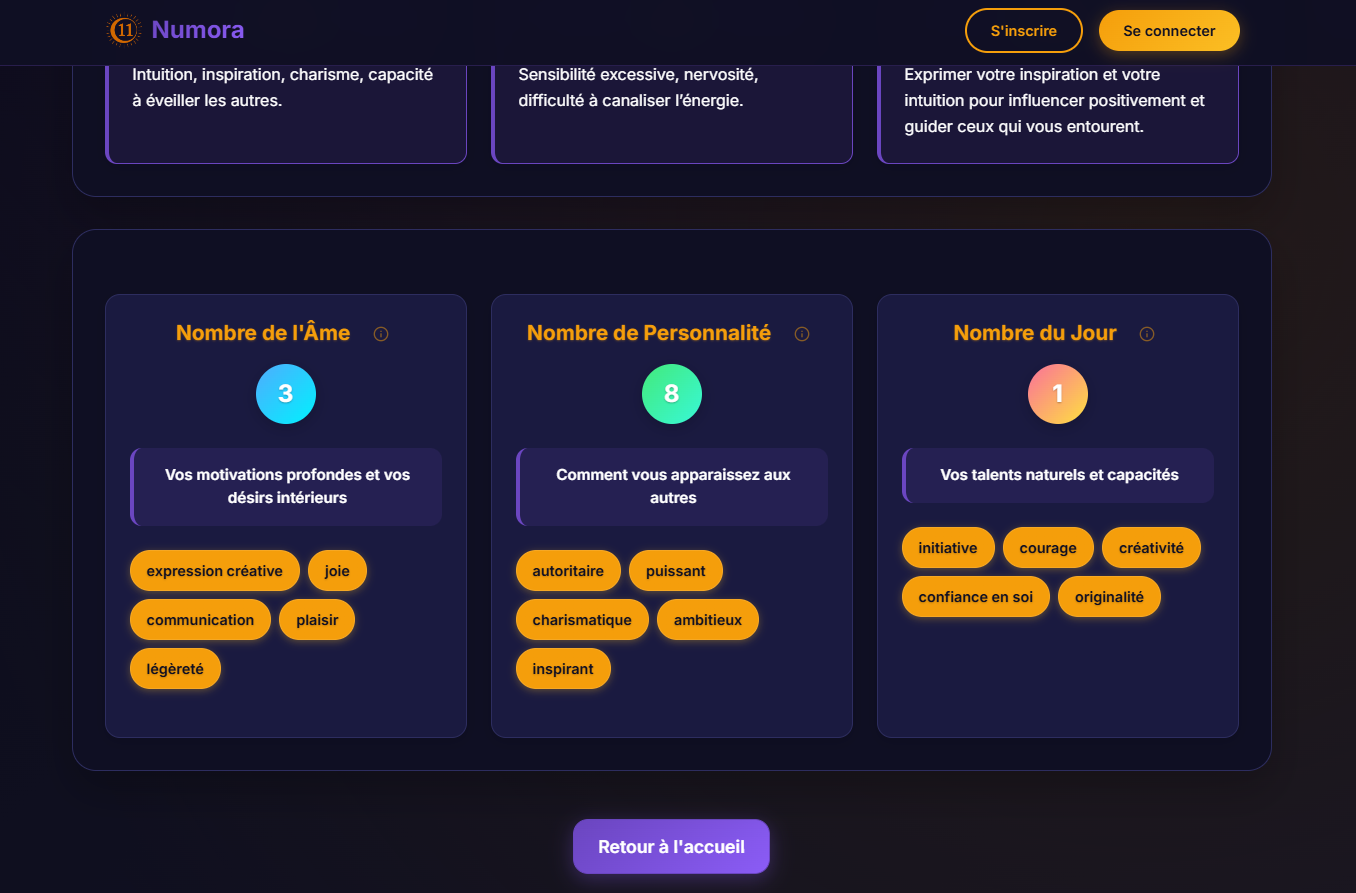 11 Numora
S'inscrire
Se connecter
Intuition, inspiration, charisme, capacité
à éveiller les autres.
Sensibilité excessive, nervosité,
difficulté à canaliser l’énergie.
Exprimer votre inspiration et votre
intuition pour influencer positivement et
guider ceux qui vous entourent.
Nombre de l'Âme
3
Vos motivations profondes et vos
désirs intérieurs
expression créative
joie
communication
plaisir
légèreté
Nombre de Personnalité
8
Comment vous apparaissez aux
autres
autoritaire
puissant
charismatique
ambitieux
inspirant
Nombre du Jour
1
Vos talents naturels et capacités
initiative
courage
créativité
confiance en soi
originalité
Retour à l'accueil